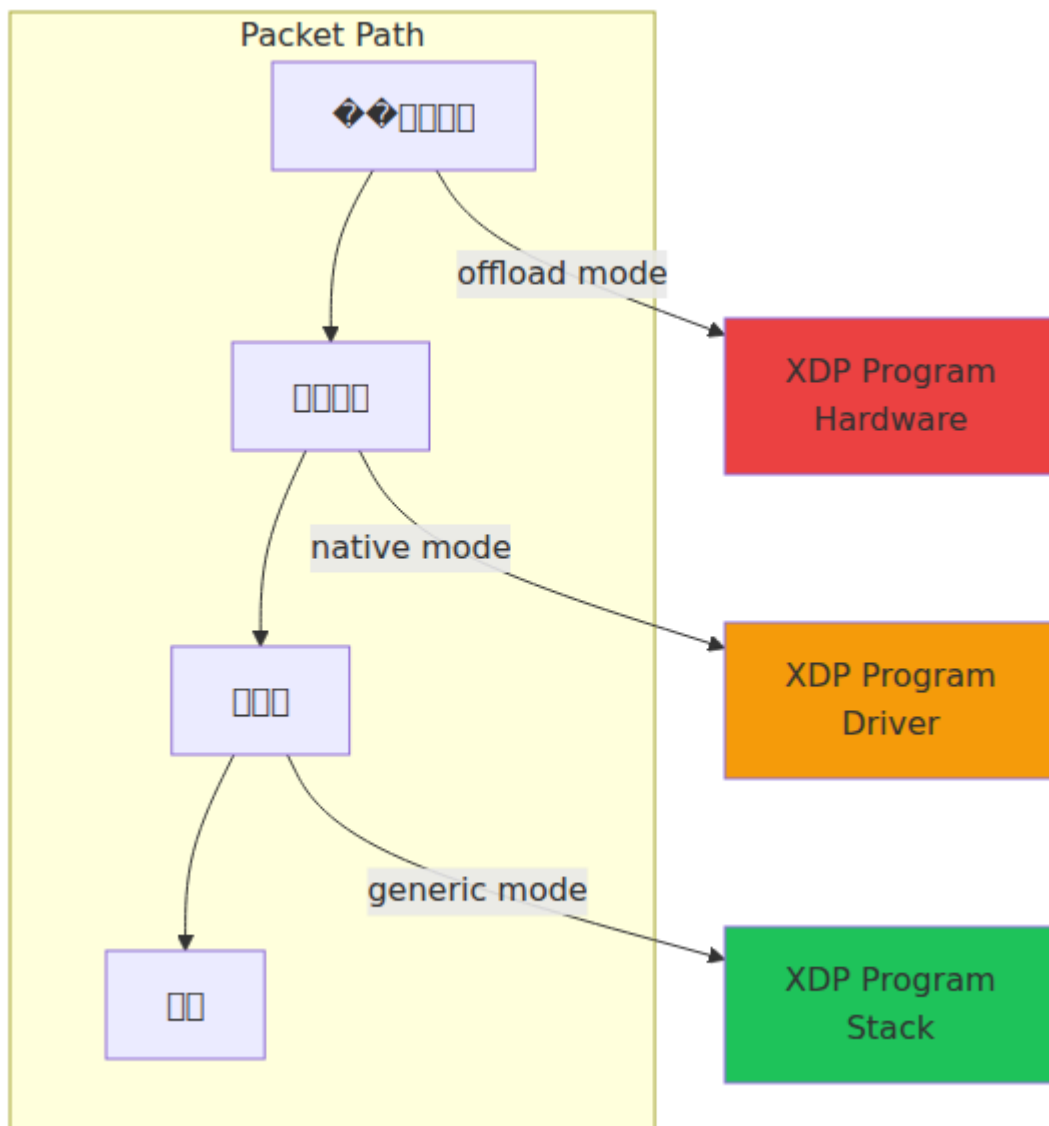 Packet Path
offload mode
XDP Program
Hardware
native mode
XDP Program
Driver
generic mode
XDP Program
Stack